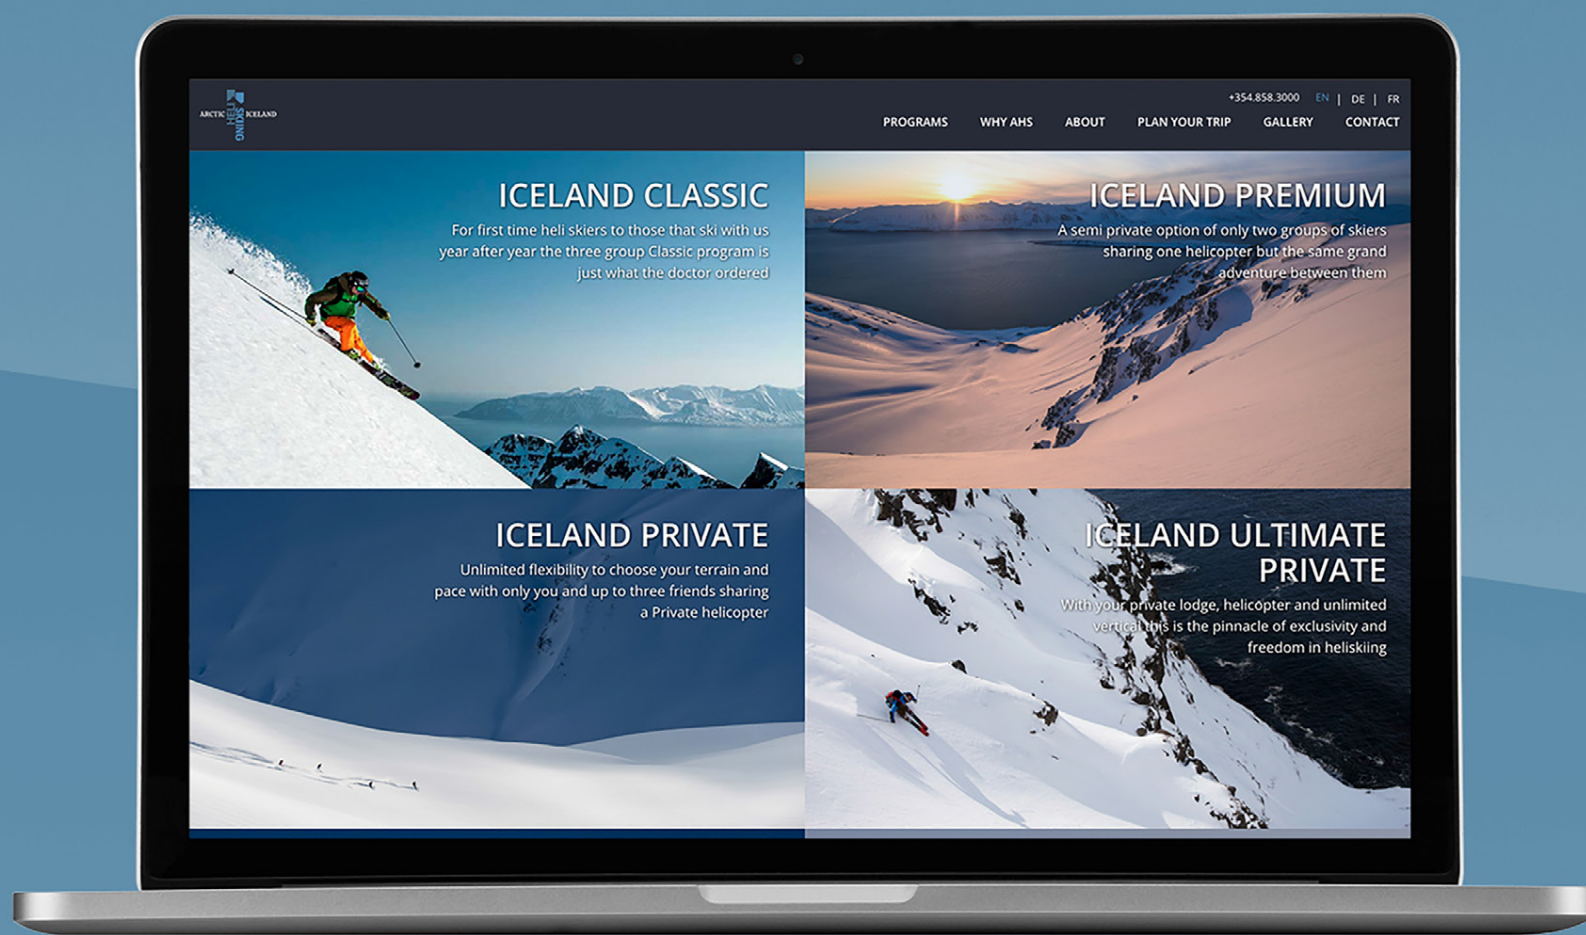 ARCTIC HELI SKIING ICELAND
+354.858.3000 EN | DE | FR
PROGRAMS WHY AHS ABOUT PLAN YOUR TRIP GALLERY CONTACT
ICELAND CLASSIC
For first time heli skiers to those that ski with us
year after year the three group Classic program is
just what the doctor ordered
ICELAND PREMIUM
A semi private option of only two groups of skiers
sharing one helicopter but the same grand
adventure between them
ICELAND PRIVATE
Unlimited flexibility to choose your terrain and
pace with only you and up to three friends sharing
a Private helicopter
ICELAND ULTIMATE
PRIVATE
With your private lodge, helicopter and unlimited
vertical this is the pinnacle of exclusivity and
freedom in heliskiing